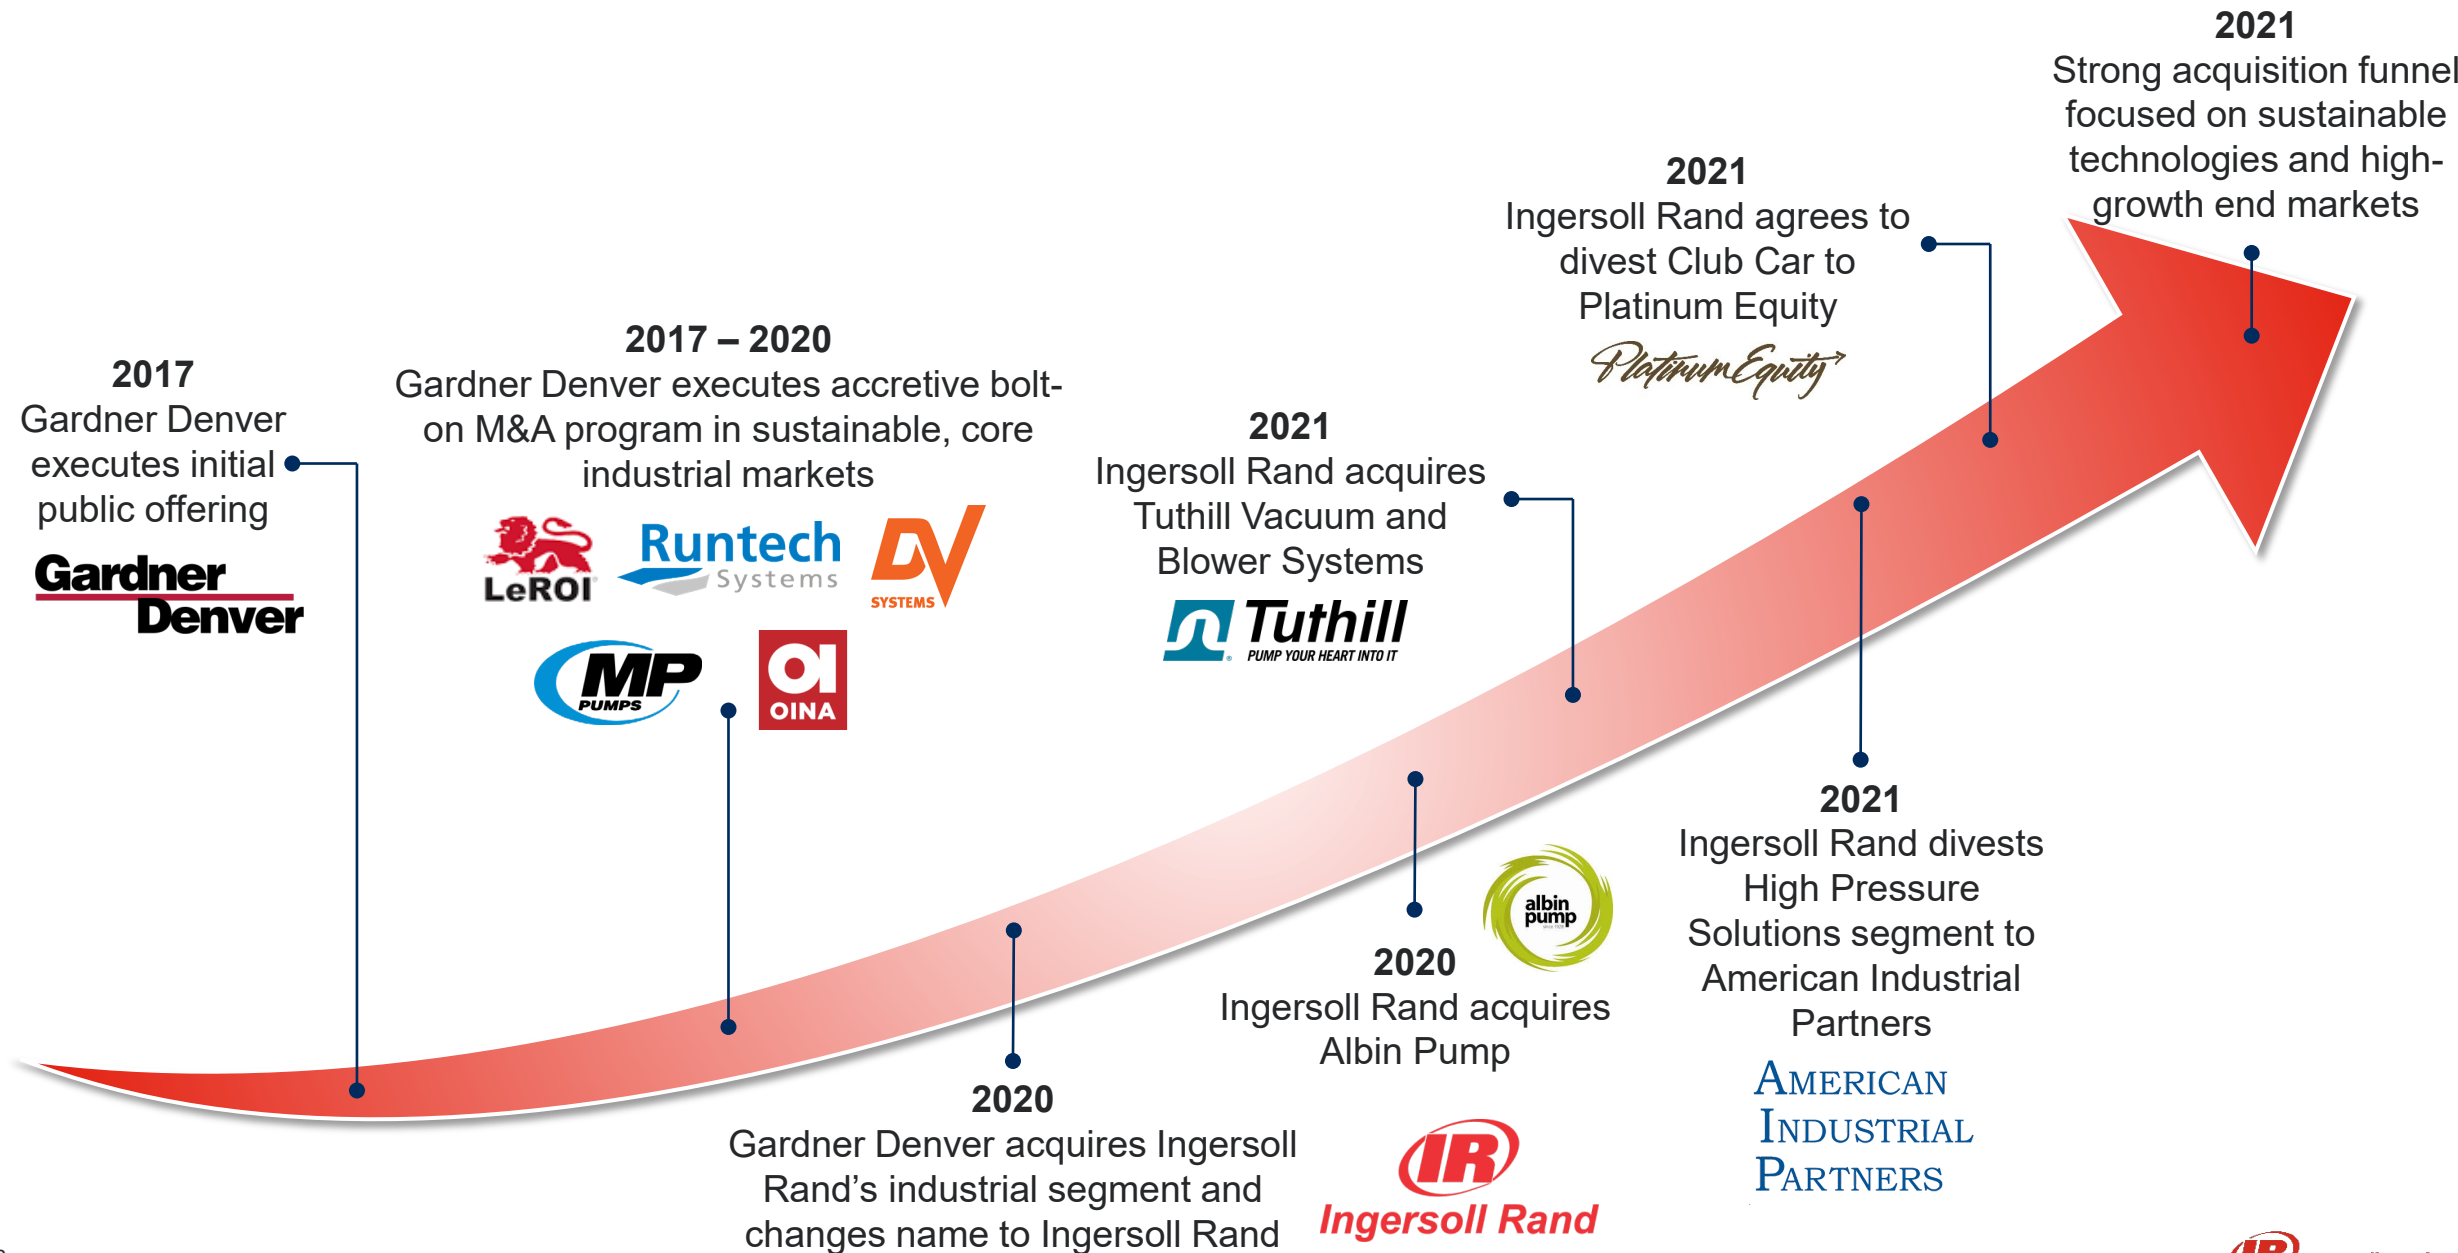 2017
Gardner Denver
executes initial
public offering
Gardner
Denver
2017 – 2020
Gardner Denver executes accretive bolt-
on M&A program in sustainable, core
industrial markets
LeROI
Runtech
Systems
DV
SYSTEMS
MP
PUMPS
OI
OINA
2020
Gardner Denver acquires Ingersoll
Rand’s industrial segment and
changes name to Ingersoll Rand
IR
Ingersoll Rand
2020
Ingersoll Rand acquires
Albin Pump
albin
pump
2021
Ingersoll Rand acquires
Tuthill Vacuum and
Blower Systems
Tuthill
PUMP YOUR HEART INTO IT
2021
Ingersoll Rand divests
High Pressure
Solutions segment to
American Industrial
Partners
AMERICAN
INDUSTRIAL
PARTNERS
2021
Ingersoll Rand agrees to
divest Club Car to
Platinum Equity
Platinum Equity
2021
Strong acquisition funnel
focused on sustainable
technologies and high-
growth end markets
IR